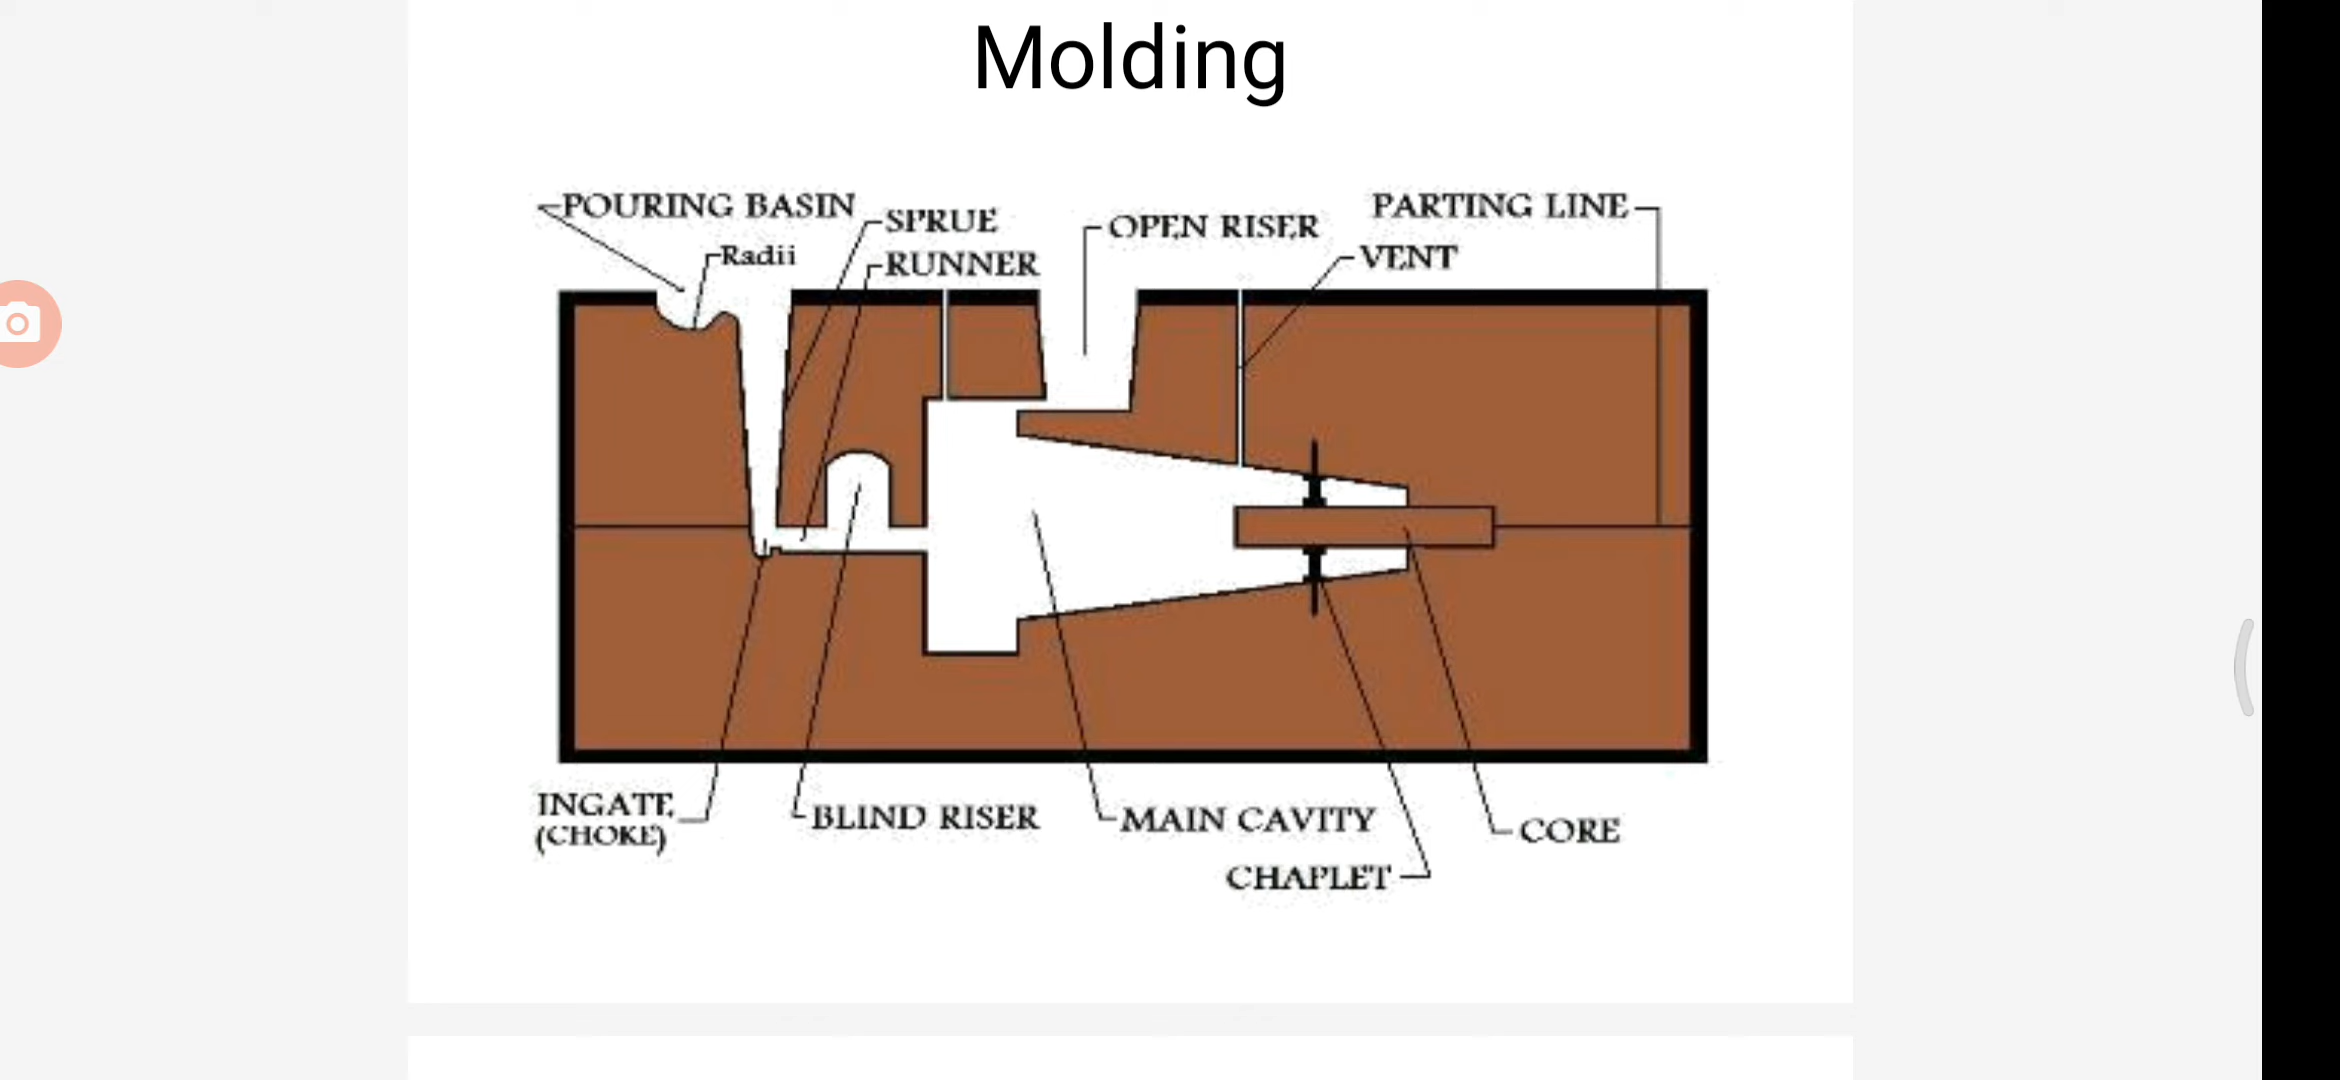 Molding
POURING BASIN
SPRUE
Radii
RUNNER
OPEN RISER
PARTING LINE
VENT
INGATE
(CHOKE)
BLIND RISER
MAIN CAVITY
CORE
CHAPLET